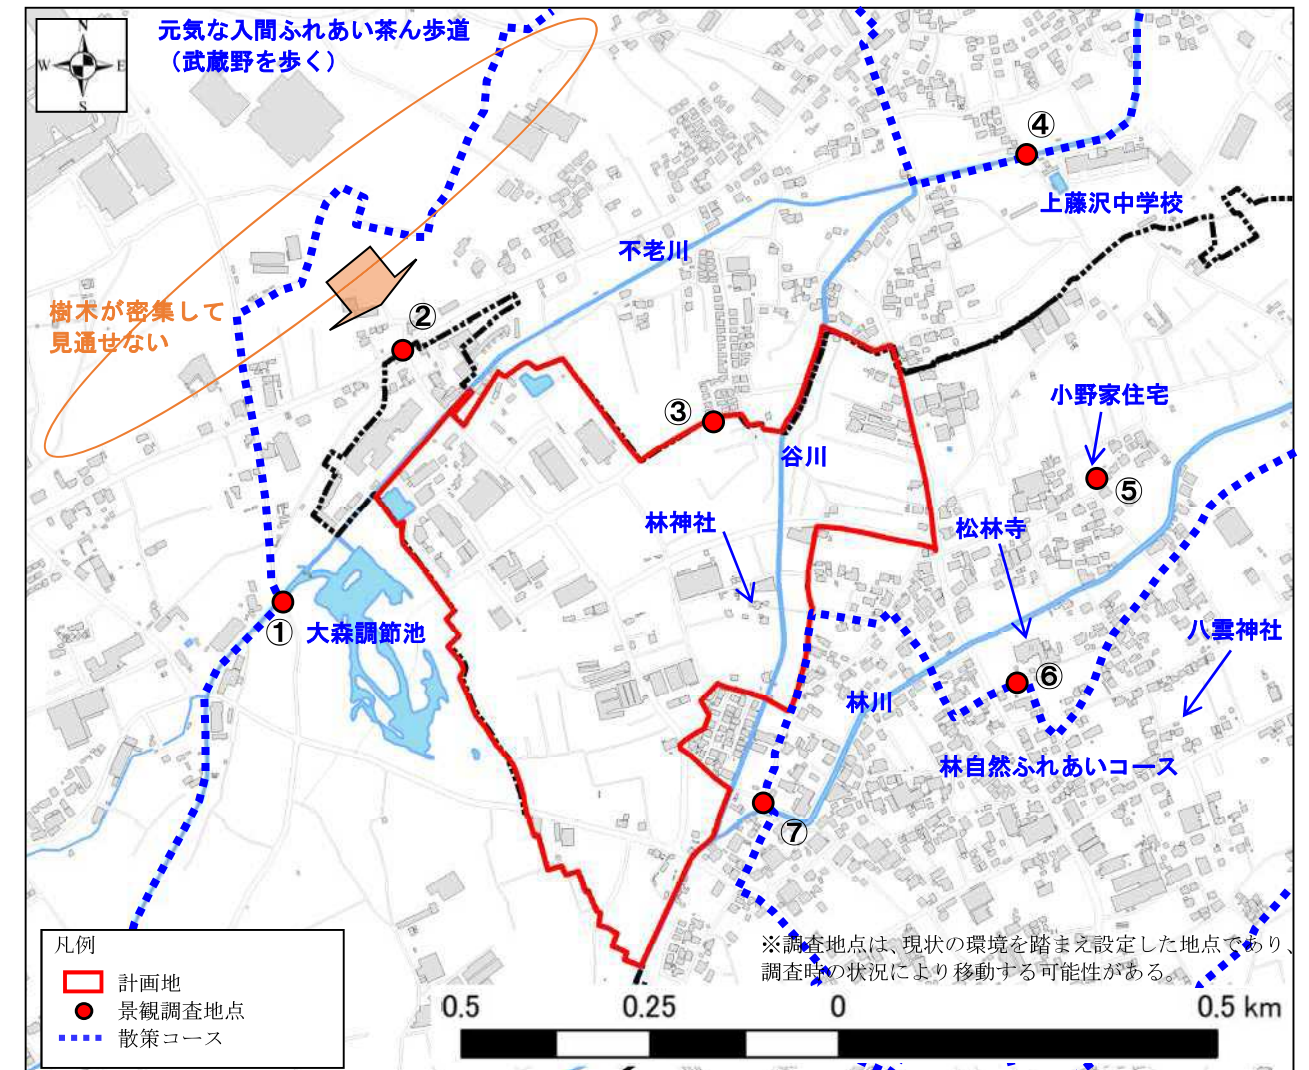 N
W
E
S
元気な入間ふれあい茶ん歩道
（武蔵野を歩く）
④
上藤沢中学校
不老川
樹木が密集して
見通せない
②
小野家住宅
③
谷川
⑤
林神社
松林寺
①
大森調節池
八雲神社
⑥
林川
林自然ふれあいコース
⑦
※調査地点は、現状の環境を踏まえ設定した地点であり、
調査時の状況により移動する可能性がある。
凡例
計画地
景観調査地点
散策コース
0.5 0.25 0 0.5 km